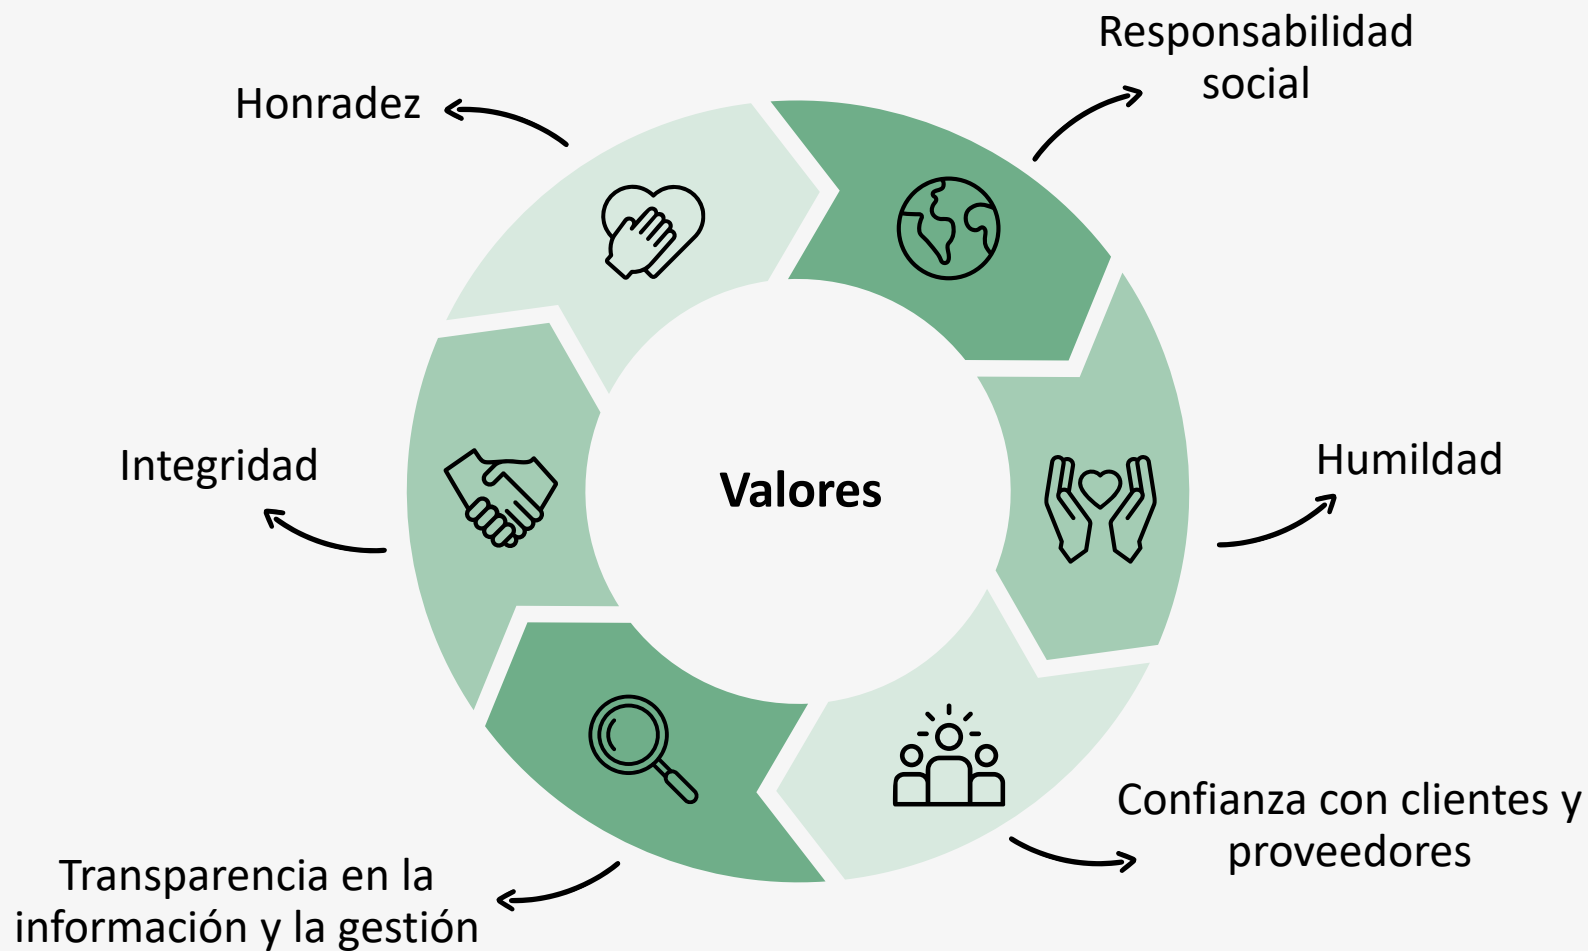 Responsabilidad
social
Honradez
Integridad
Valores
Humildad
Confianza con clientes y
proveedores
Transparencia en la
información y la gestión